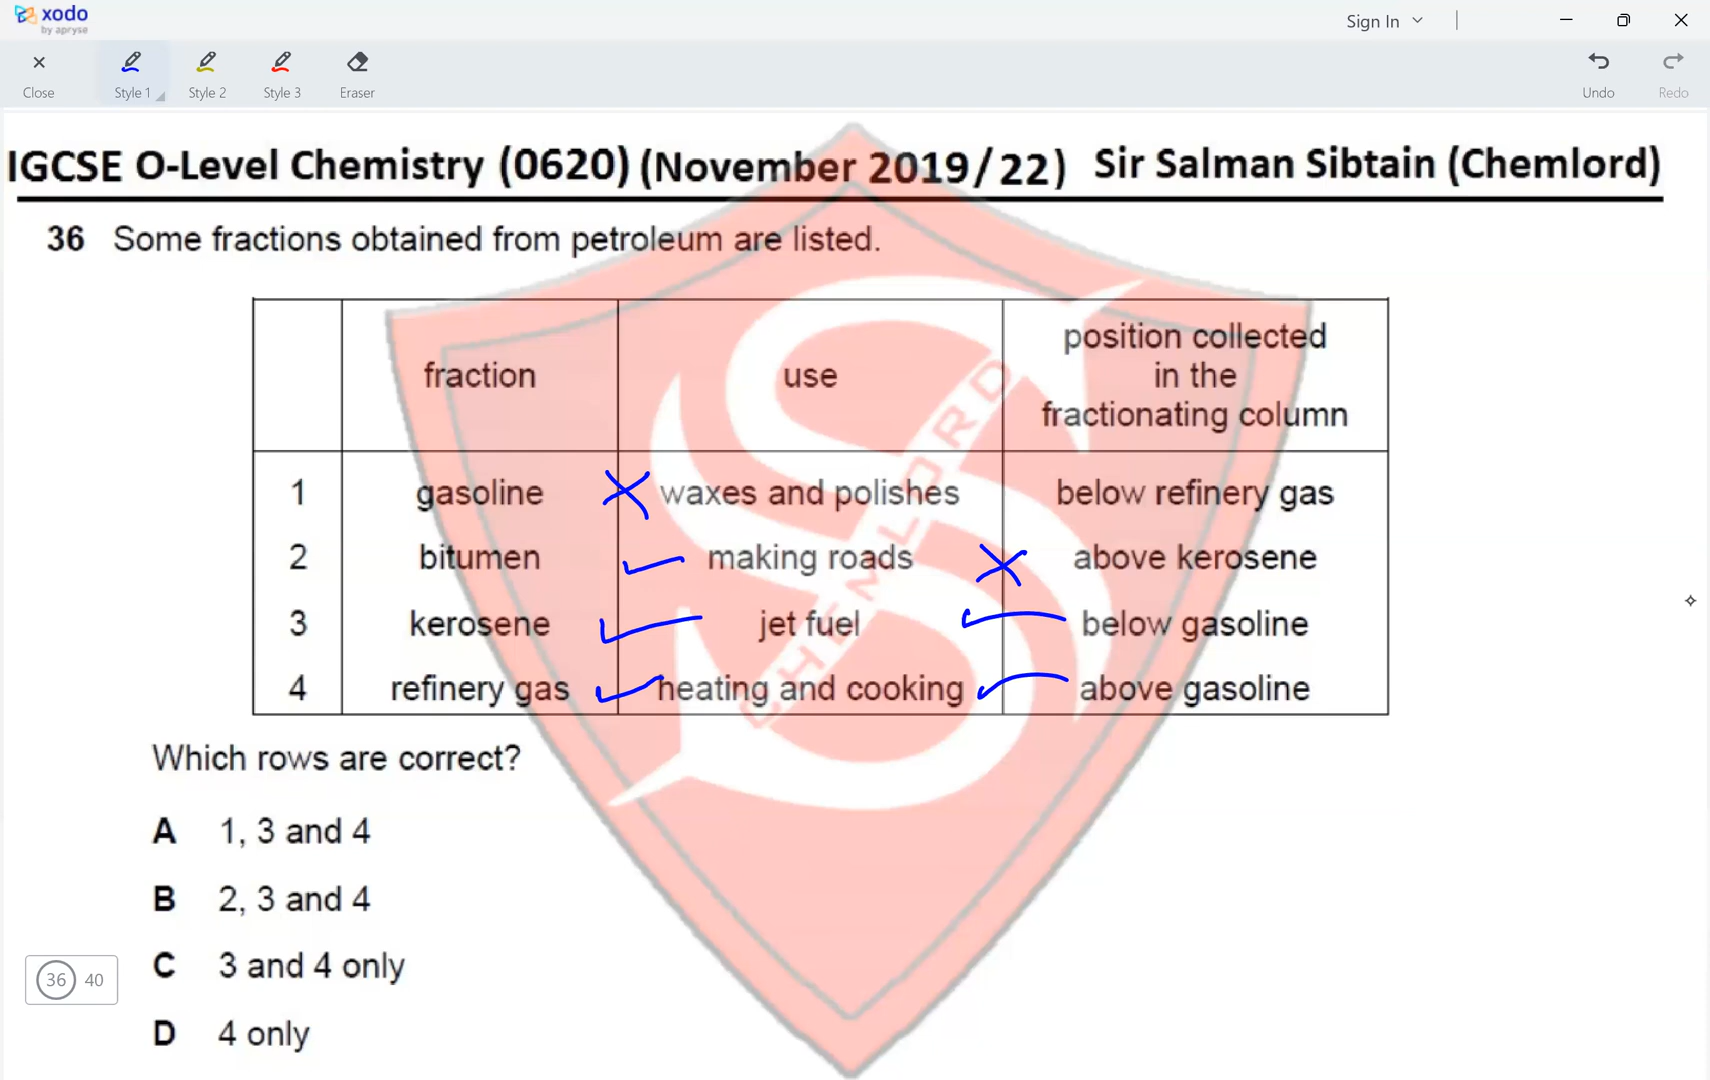 xodo
by apryse
Sign In
Close
Style 1
Style 2
Style 3
Eraser
Undo
Redo
IGCSE O-Level Chemistry (0620) (November 2019/22) Sir Salman Sibtain (Chemlord)
36 Some fractions obtained from petroleum are listed.
fraction use position collected in the fractionating column
1 gasoline waxes and polishes below refinery gas
2 bitumen making roads above kerosene
3 kerosene jet fuel below gasoline
4 refinery gas heating and cooking above gasoline
CHEMLORD
Which rows are correct?
A 1, 3 and 4
B 2, 3 and 4
C 3 and 4 only
D 4 only
36 40